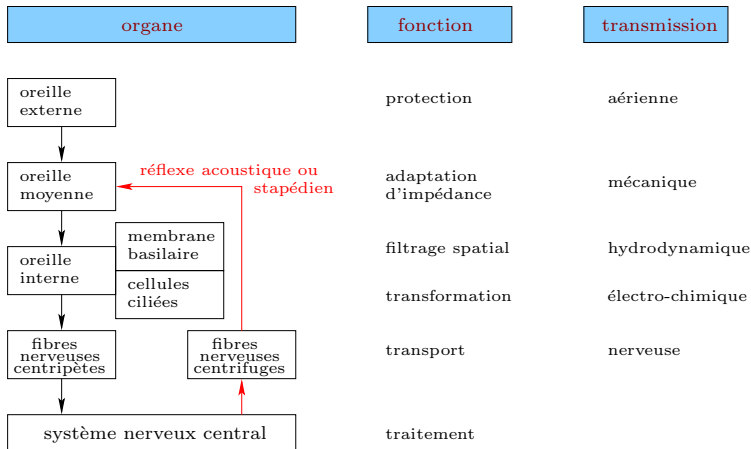 organe
fonction
transmission
oreille
externe
protection
aérienne
réflexe acoustique ou
stapédien
oreille
moyenne
adaptation
d'impédance
mécanique
membrane
basilaire
oreille
interne
filtrage spatial
hydrodynamique
cellules
ciliées
transformation
électro-chimique
fibres
nerveuses
centripètes
fibres
nerveuses
centrifuges
transport
nerveuse
système nerveux central
traitement